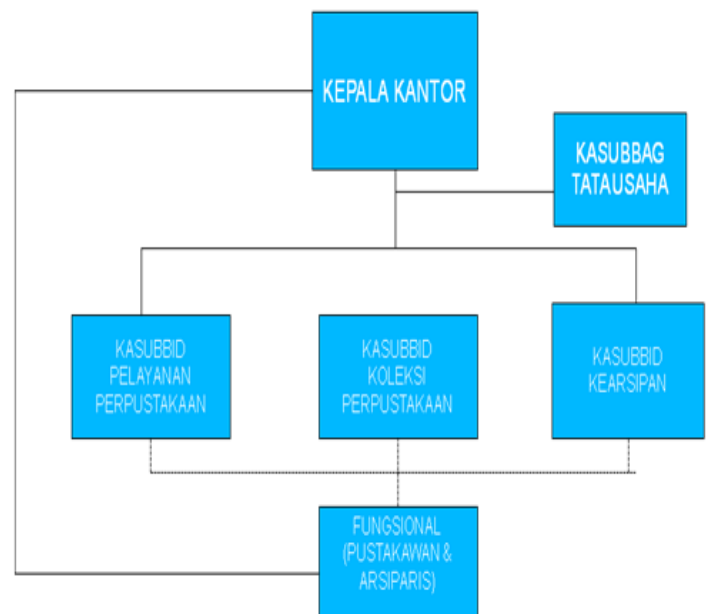 KEPALA KANTOR
KASUBBAG
TATAUSAHA
KASUBBID
PELAYANAN
PERPUSTAKAAN
KASUBBID
KOLEKSI
PERPUSTAKAAN
KASUBBID
KEARSIPAN
FUNGSIONAL
(PUSTAKAWAN &
ARSIPARIS)